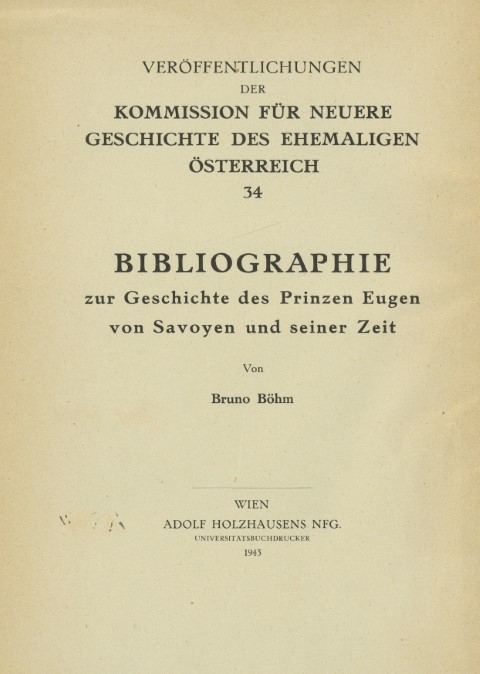 VERÖFFENTLICHUNGEN
DER
KOMMISSION FÜR NEUERE
GESCHICHTE DES EHEMALIGEN
ÖSTERREICH
34
BIBLIOGRAPHIE
zur Geschichte des Prinzen Eugen
von Savoyen und seiner Zeit
Von
Bruno Böhm
WIEN
ADOLF HOLZHAUSENS NFG.
UNIVERSITÄTSBUCHDRUCKER
1943